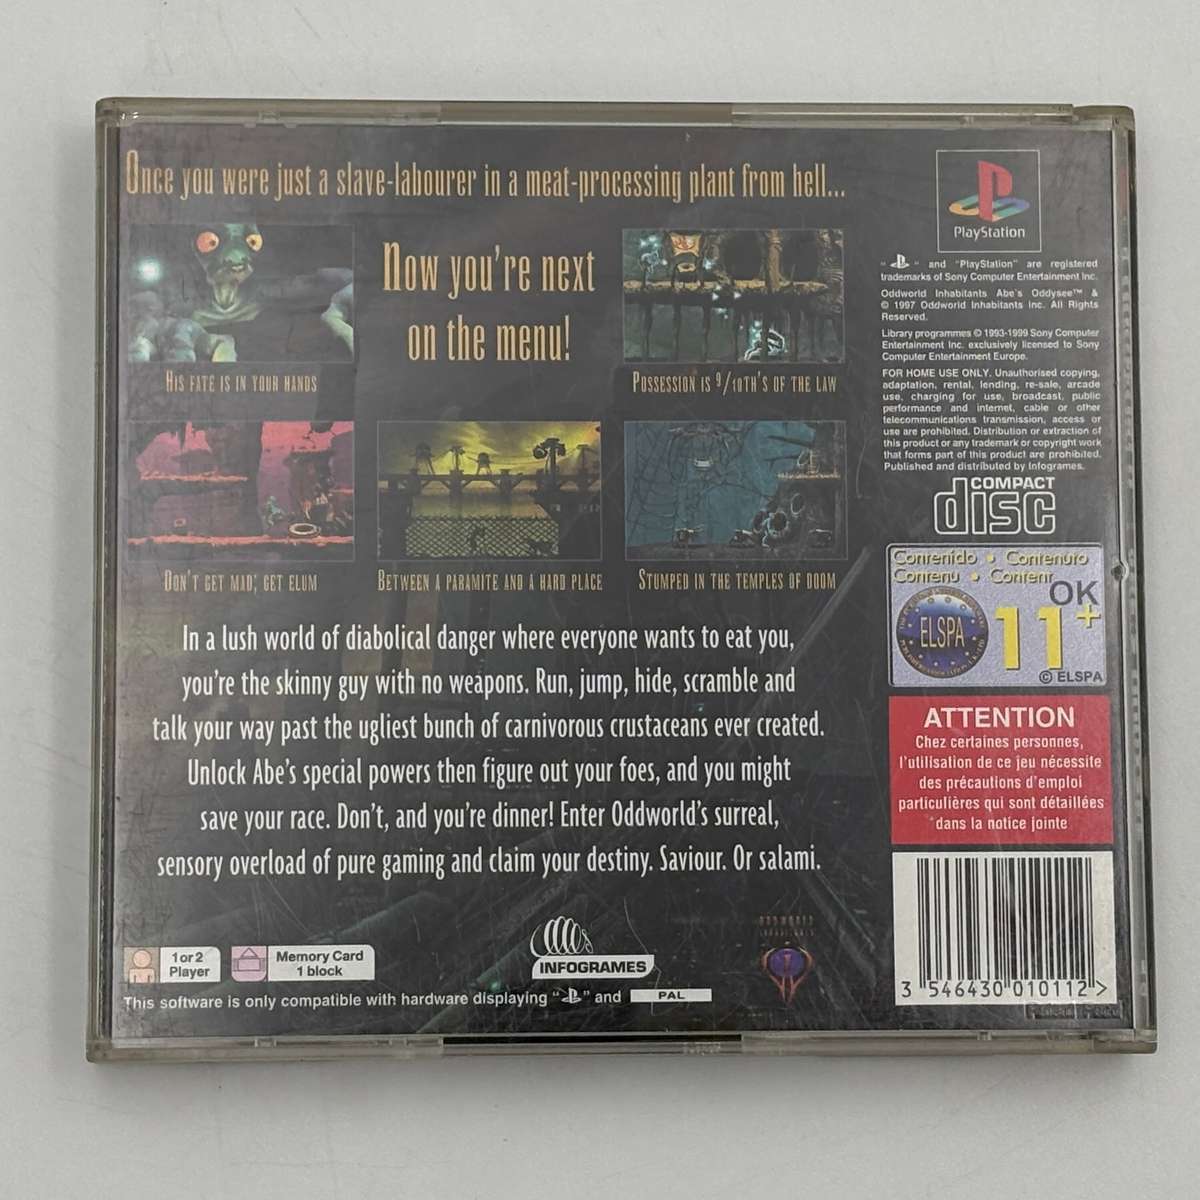 Once you were just a slave-labourer in a meat-processing plant from hell...
Now you're next
on the menu!
His fate is in your hands
Possession is 9/10th's of the law
Don't get mad; get Elum
Between a Paramite and a hard place
Stumped in the temples of doom
In a lush world of diabolical danger where everyone wants to eat you,
you're the skinny guy with no weapons. Run, jump, hide, scramble and
talk your way past the ugliest bunch of carnivorous crustaceans ever created.
Unlock Abe's special powers then figure out your foes, and you might
save your race. Don't, and you're dinner! Enter Oddworld's surreal,
sensory overload of pure gaming and claim your destiny. Saviour. Or salami.
1 or 2
Player
Memory Card
1 block
INFOGRAMES
ODDWORLD
INHABITANTS
This software is only compatible with hardware displaying " " and PAL
PlayStation
" " and "PlayStation" are registered
trademarks of Sony Computer Entertainment Inc.
Oddworld Inhabitants Abe's Oddysee™ &
© 1997 Oddworld Inhabitants Inc. All Rights
Reserved.
Library programmes © 1993-1999 Sony Computer
Entertainment Inc. exclusively licensed to Sony
Computer Entertainment Europe.
FOR HOME USE ONLY. Unauthorised copying,
adaptation, rental, lending, re-sale, arcade
use, charging for use, broadcast, public
performance and internet, cable or other
telecommunications transmission, access or
use are prohibited. Distribution or extraction of
this product or any trademark or copyright work
that forms part of this product are prohibited.
Published and distributed by Infogrames.
COMPACT
disc
Contenido • Contenuto
Contenu • Content
OK
ELSPA
11+
© ELSPA
ATTENTION
Chez certaines personnes,
l'utilisation de ce jeu nécessite
des précautions d'emploi
particulières qui sont détaillées
dans la notice jointe
3 546430 010112 >